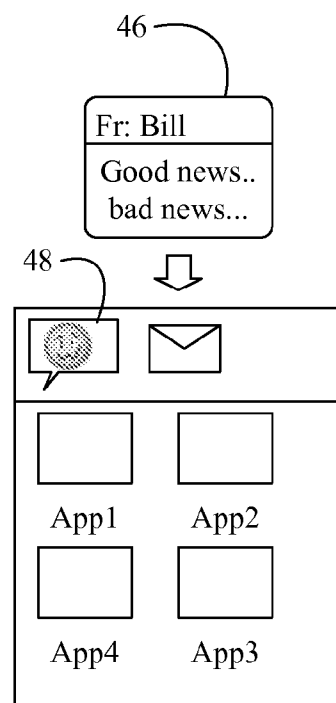 46
Fr: Bill
Good news..
bad news...
48
App1 App2
App4 App3